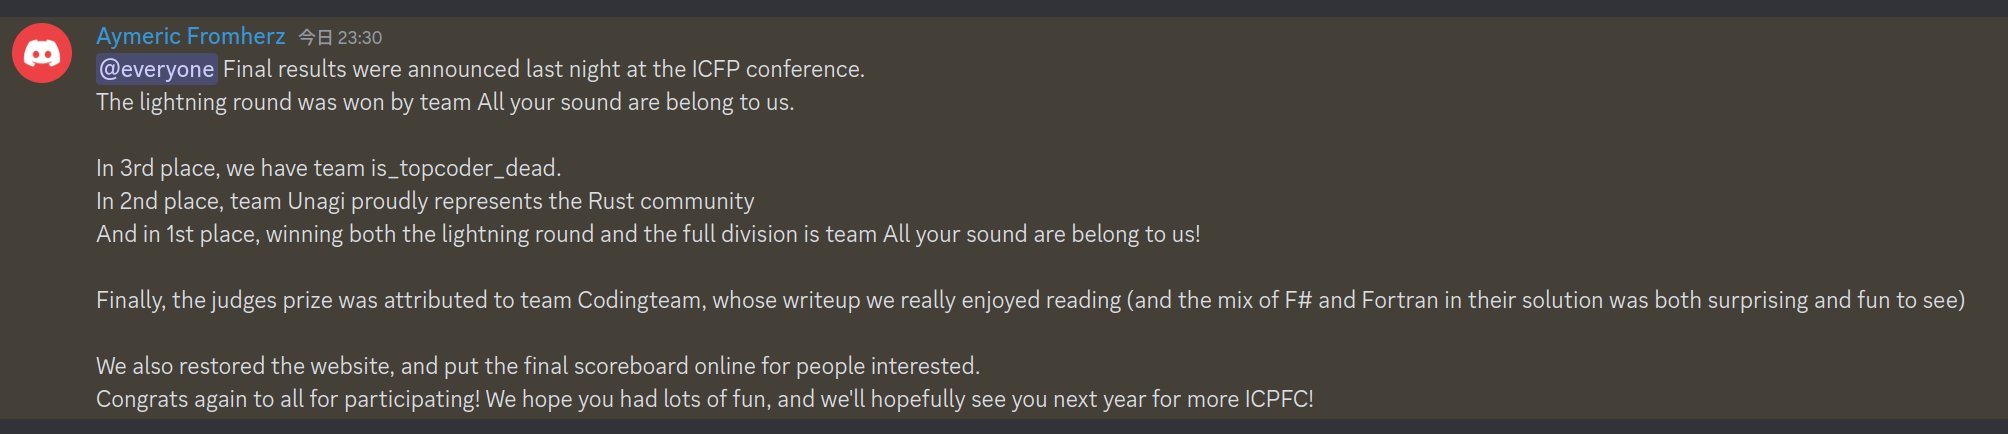 Aymeric Fromherz 今日 23:30
@everyone Final results were announced last night at the ICFP conference.
The lightning round was won by team All your sound are belong to us.
In 3rd place, we have team is_topcoder_dead.
In 2nd place, team Unagi proudly represents the Rust community
And in 1st place, winning both the lightning round and the full division is team All your sound are belong to us!
Finally, the judges prize was attributed to team Codingteam, whose writeup we really enjoyed reading (and the mix of F# and Fortran in their solution was both surprising and fun to see)
We also restored the website, and put the final scoreboard online for people interested.
Congrats again to all for participating! We hope you had lots of fun, and we'll hopefully see you next year for more ICPFC!